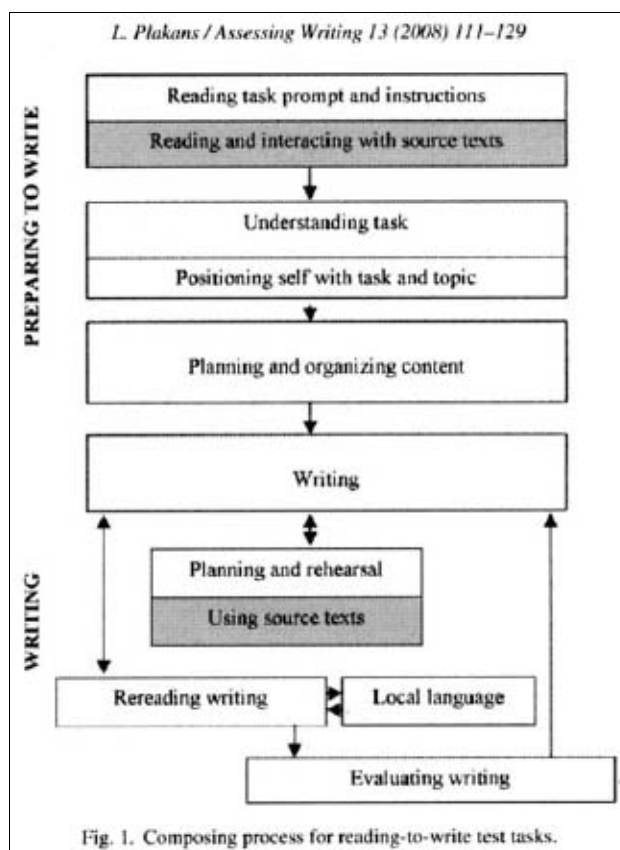 L. Plakans / Assessing Writing 13 (2008) 111–129
PREPARING TO WRITE
Reading task prompt and instructions
Reading and interacting with source texts
Understanding task
Positioning self with task and topic
Planning and organizing content
WRITING
Writing
Planning and rehearsal
Using source texts
Rereading writing
Local language
Evaluating writing
Fig. 1. Composing process for reading-to-write test tasks.